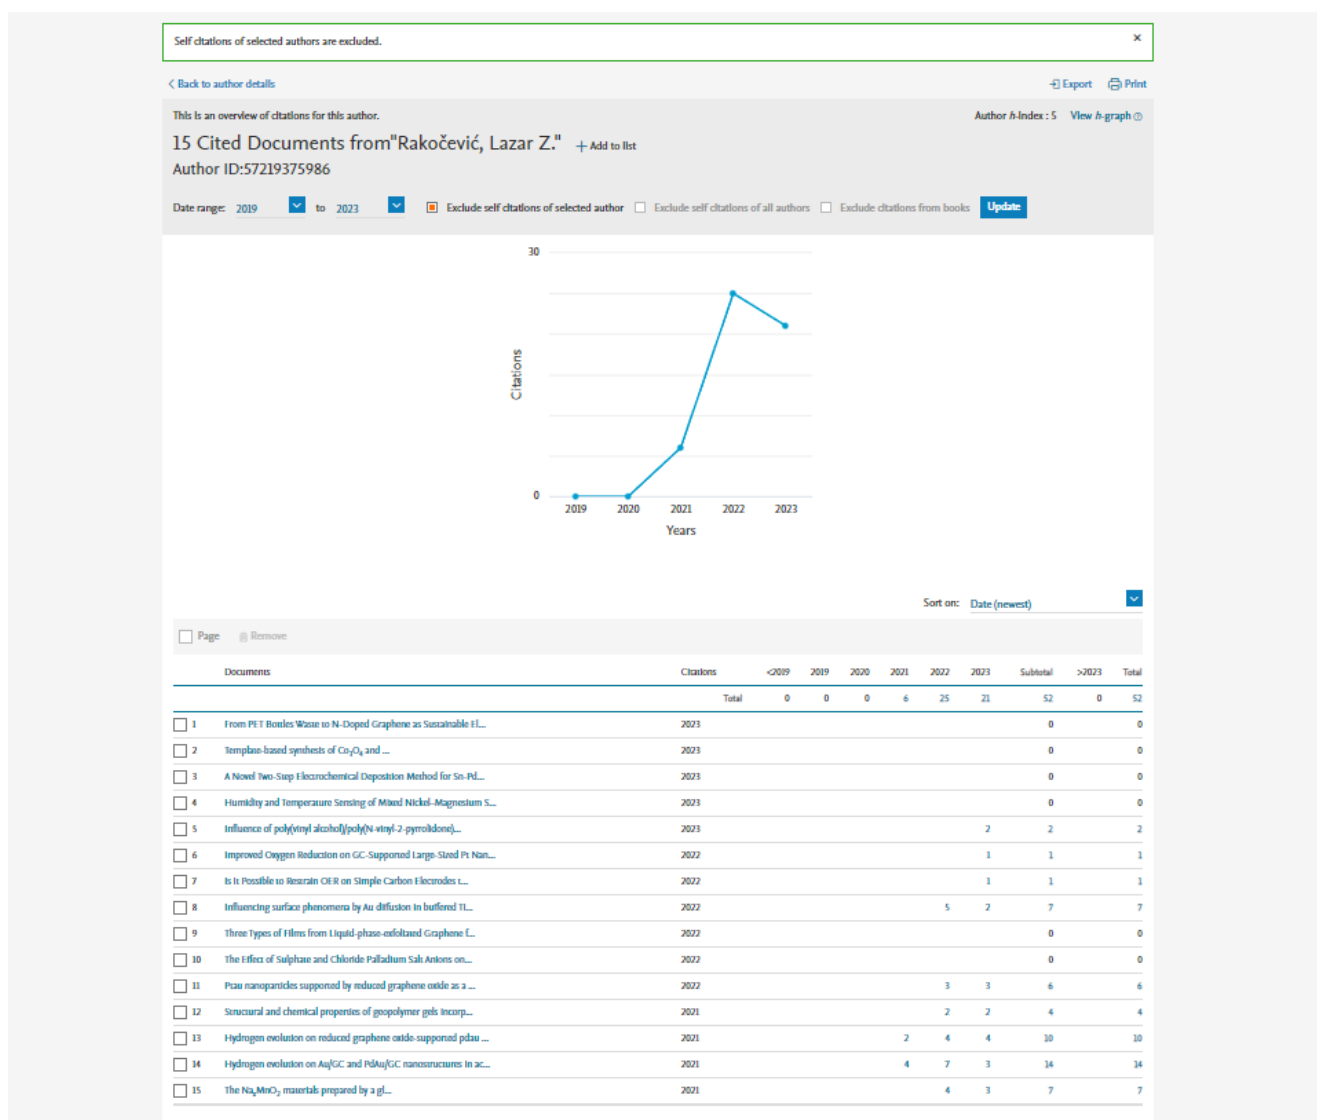 Self citations of selected authors are excluded. ×
< Back to author details Export Print
This is an overview of citations for this author. Author h-index : 5 View h-graph
15 Cited Documents from"Rakočević, Lazar Z." + Add to list
Author ID:57219375986
Date range: 2019 to 2023 Exclude self citations of selected author Exclude self citations of all authors Exclude citations from books Update
30
Citations
0
2019 2020 2021 2022 2023
Years
Sort on: Date (newest)
Page Remove
Documents Citations <2019 2019 2020 2021 2022 2023 Subtotal >2023 Total
Total 0 0 0 6 25 21 52 0 52
1 From PET Bottles Waste to N-Doped Graphene as Sustainable El... 2023 0 0
2 Template-based synthesis of Co₃O₄ and ... 2023 0 0
3 A Novel Two-Step Electrochemical Deposition Method for Sn-Pd... 2023 0 0
4 Humidity and Temperature Sensing of Mixed Nickel-Magnesium S... 2023 0 0
5 Influence of poly(vinyl alcohol)/poly(N-vinyl-2-pyrrolidone)... 2023 2 2 2
6 Improved Oxygen Reduction on GC-Supported Large-Sized Pt Nan... 2022 1 1 1
7 Is It Possible to Restrain OER on Simple Carbon Electrodes t... 2022 1 1 1
8 Influencing surface phenomena by Au diffusion in buffered Ti... 2022 5 2 7 7
9 Three Types of Films from Liquid-phase-exfoliated Graphene f... 2022 0 0
10 The Effect of Sulphate and Chloride Palladium Salt Anions on... 2022 0 0
11 Ptau nanoparticles supported by reduced graphene oxide as a ... 2022 3 3 6 6
12 Structural and chemical properties of geopolymer gels incorp... 2021 2 2 4 4
13 Hydrogen evolution on reduced graphene oxide-supported pdau ... 2021 2 4 4 10 10
14 Hydrogen evolution on Au/GC and PdAu/GC nanostructures in ac... 2021 4 7 3 14 14
15 The NaₓMnO₂ materials prepared by a gl... 2021 4 3 7 7